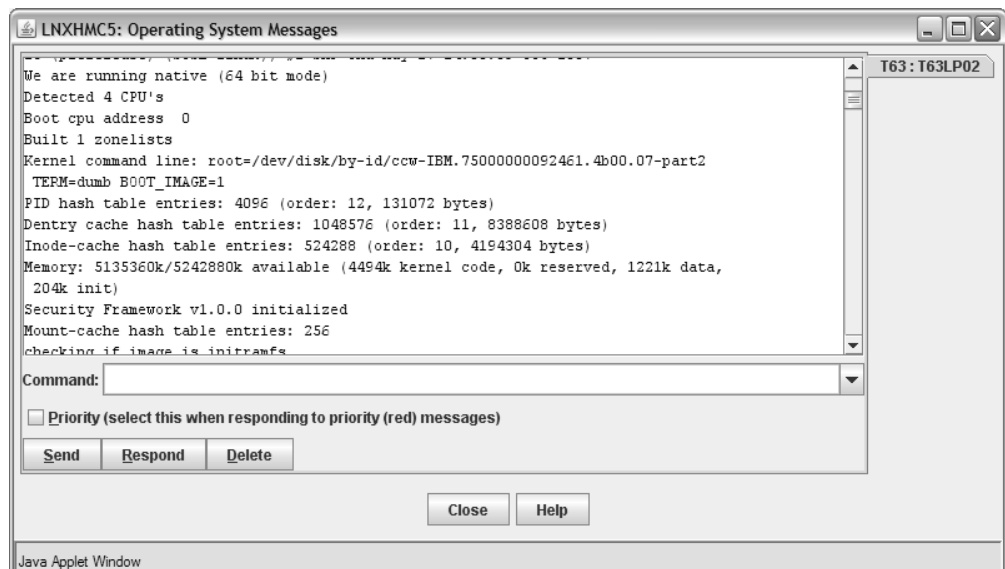 LNXHMC5: Operating System Messages
T63:T63LP02
We are running native (64 bit mode)
Detected 4 CPU's
Boot cpu address  0
Built 1 zonelists
Kernel command line: root=/dev/disk/by-id/ccw-IBM.75000000092461.4b00.07-part2
TERM=dumb BOOT_IMAGE=1
PID hash table entries: 4096 (order: 12, 131072 bytes)
Dentry cache hash table entries: 1048576 (order: 11, 8388608 bytes)
Inode-cache hash table entries: 524288 (order: 10, 4194304 bytes)
Memory: 5135360k/5242880k available (4494k kernel code, 0k reserved, 1221k data,
204k init)
Security Framework v1.0.0 initialized
Mount-cache hash table entries: 256
checking if image is initramfs
Command:
Priority (select this when responding to priority (red) messages)
Send Respond Delete
Close Help
Java Applet Window